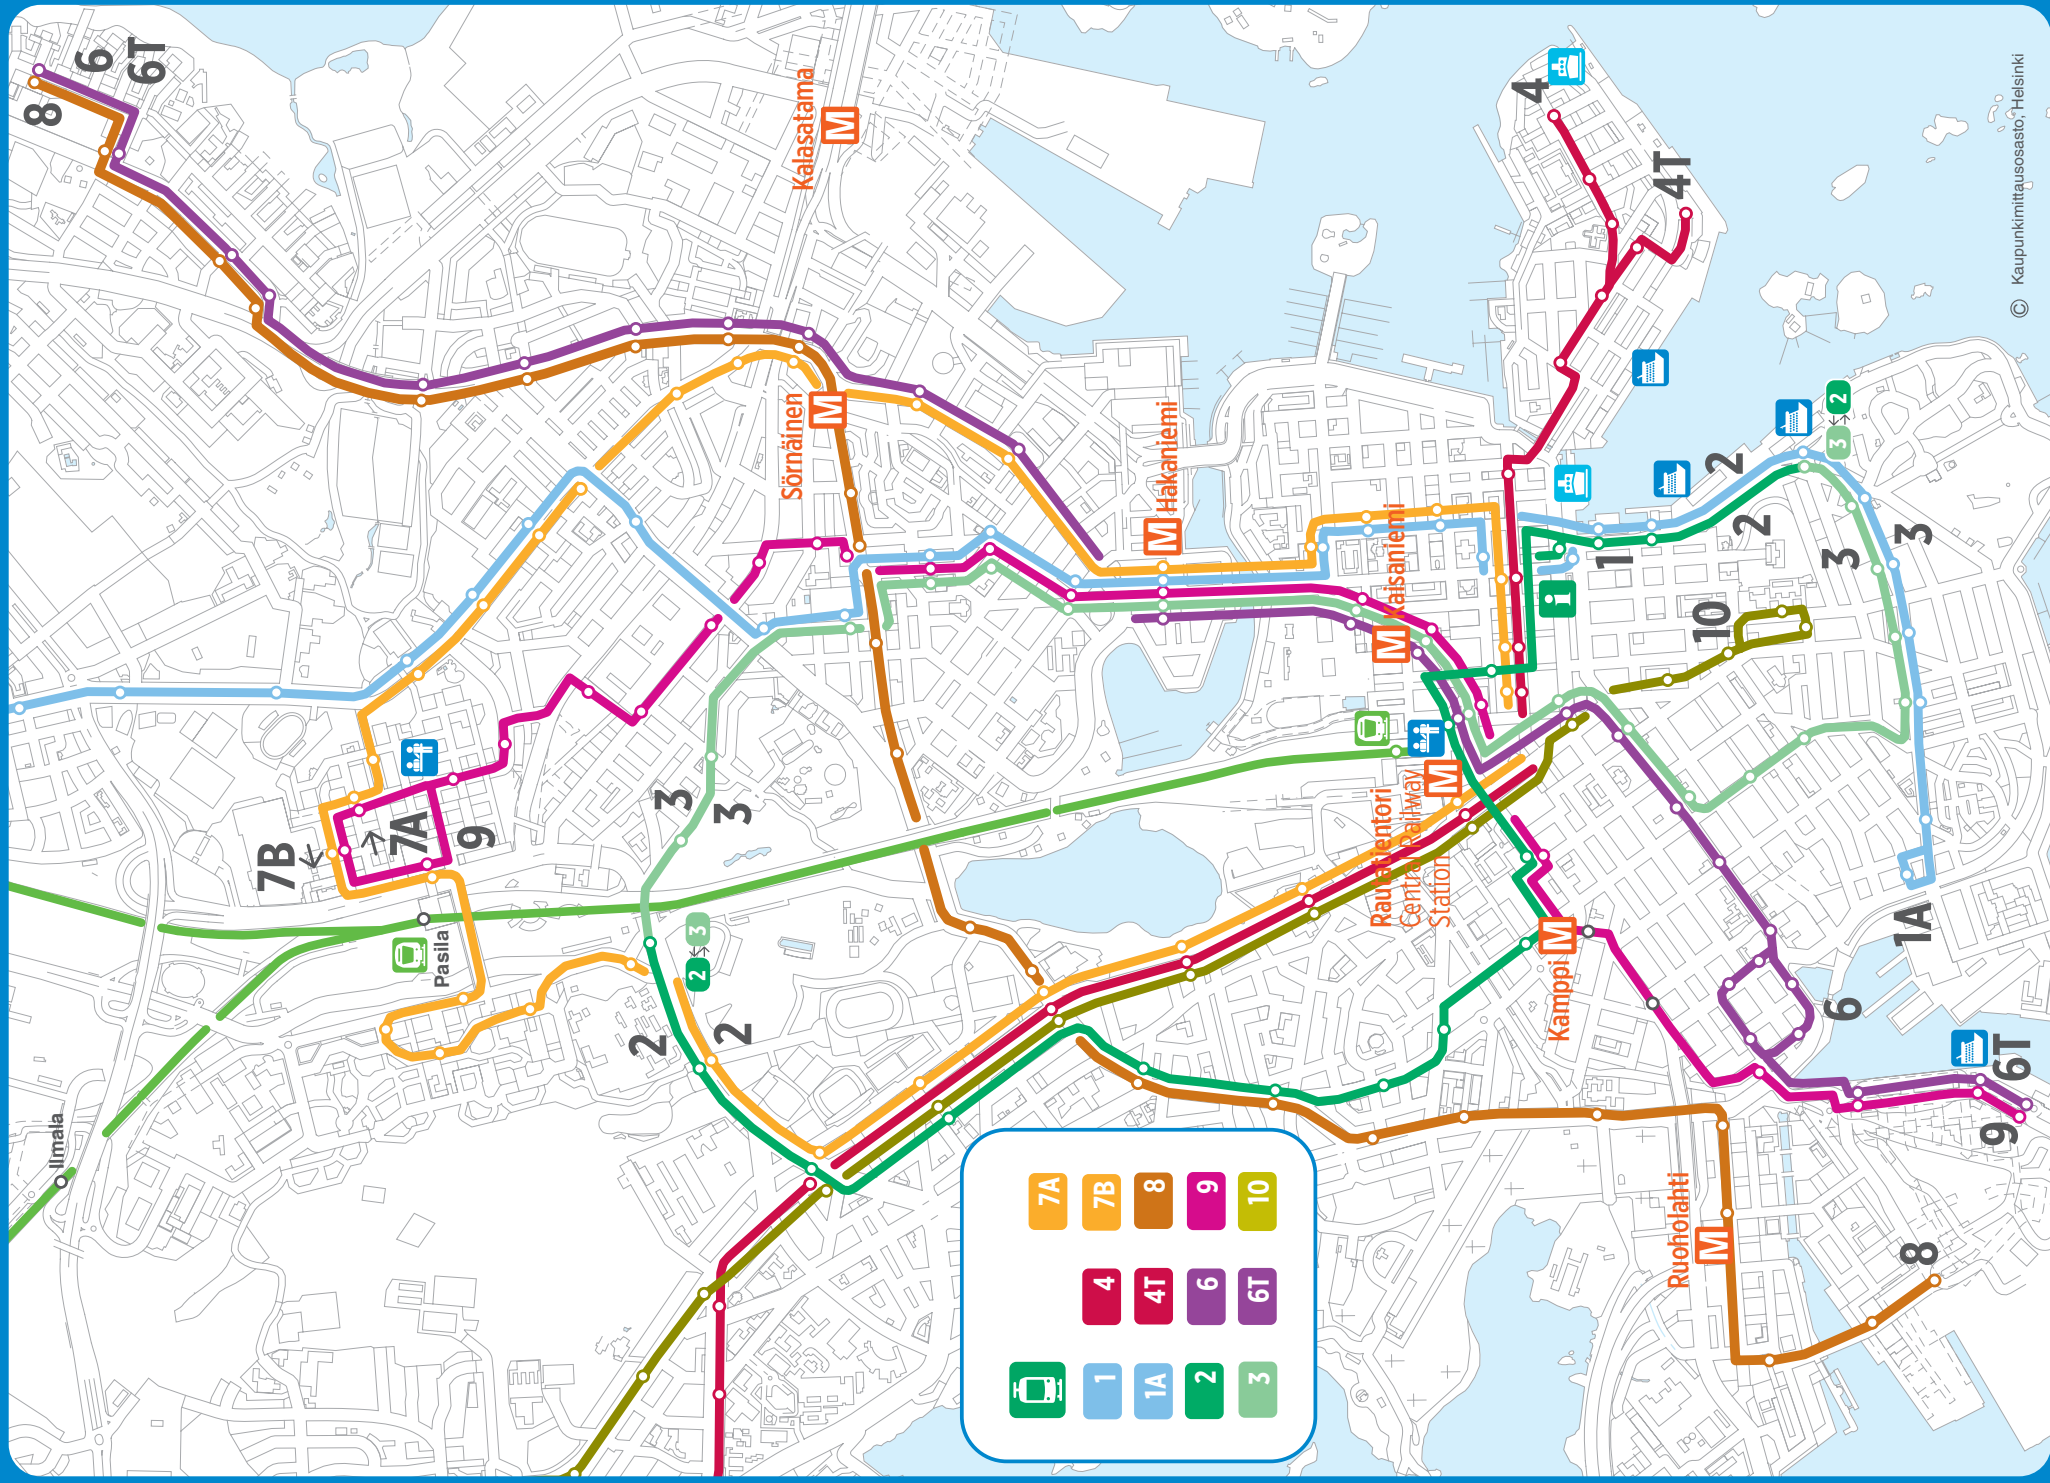 8
6
6T
Kalasatama
M
4
4T
© Kaupunkimittausosasto, Helsinki
Sörnäinen
M
Hakaniemi
M
Kaisaniemi
M
i
1
2
2
3
2
3
3
10
7B
7A
9
3
3
Pasila
2
3
2
2
Ilmala
Rautatientori
Central Railway
Station
M
Kamppi
M
1A
6
6T
9
Ruoholahti
M
8
1
1A
2
3
4
4T
6
6T
7A
7B
8
9
10